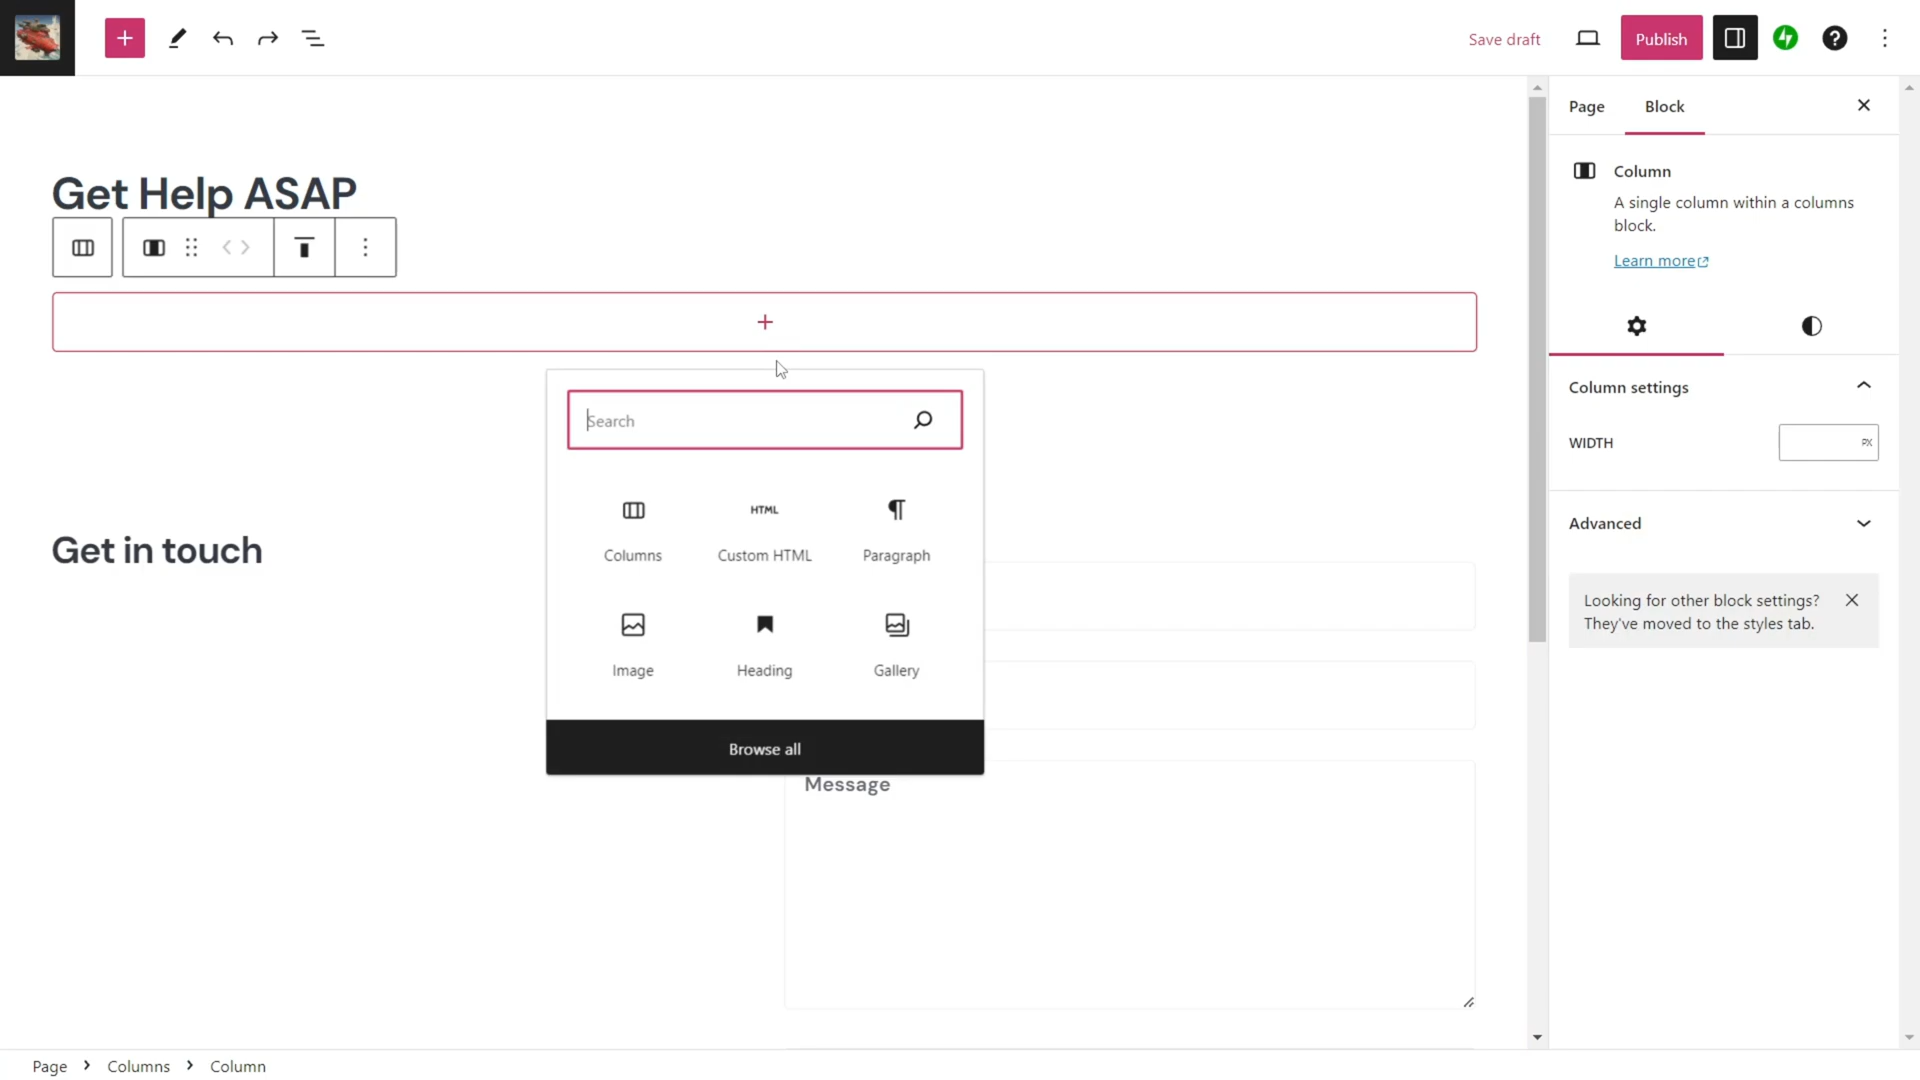 Save draft
Publish
Page
Block
Column
A single column within a columns
block.
Learn more
Column settings
WIDTH
PX
Advanced
Looking for other block settings?
They've moved to the styles tab.
Get Help ASAP
Search
Columns
HTML
Custom HTML
Paragraph
Image
Heading
Gallery
Browse all
Get in touch
Message
Page > Columns > Column